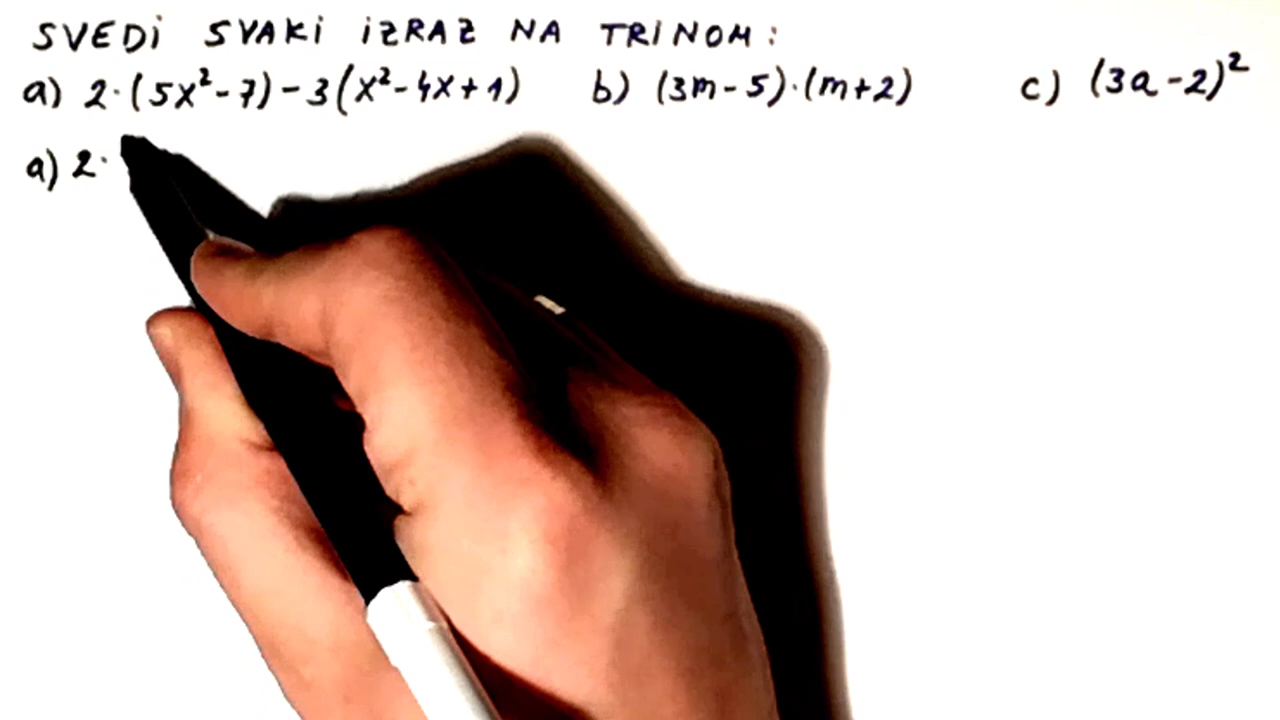 SVEDi SVAKi iZRAZ NA TRiNOM:
a) 2·(5x²-7)-3(x²-4x+1) b) (3m-5)·(m+2) c) (3a-2)²
a) 2·